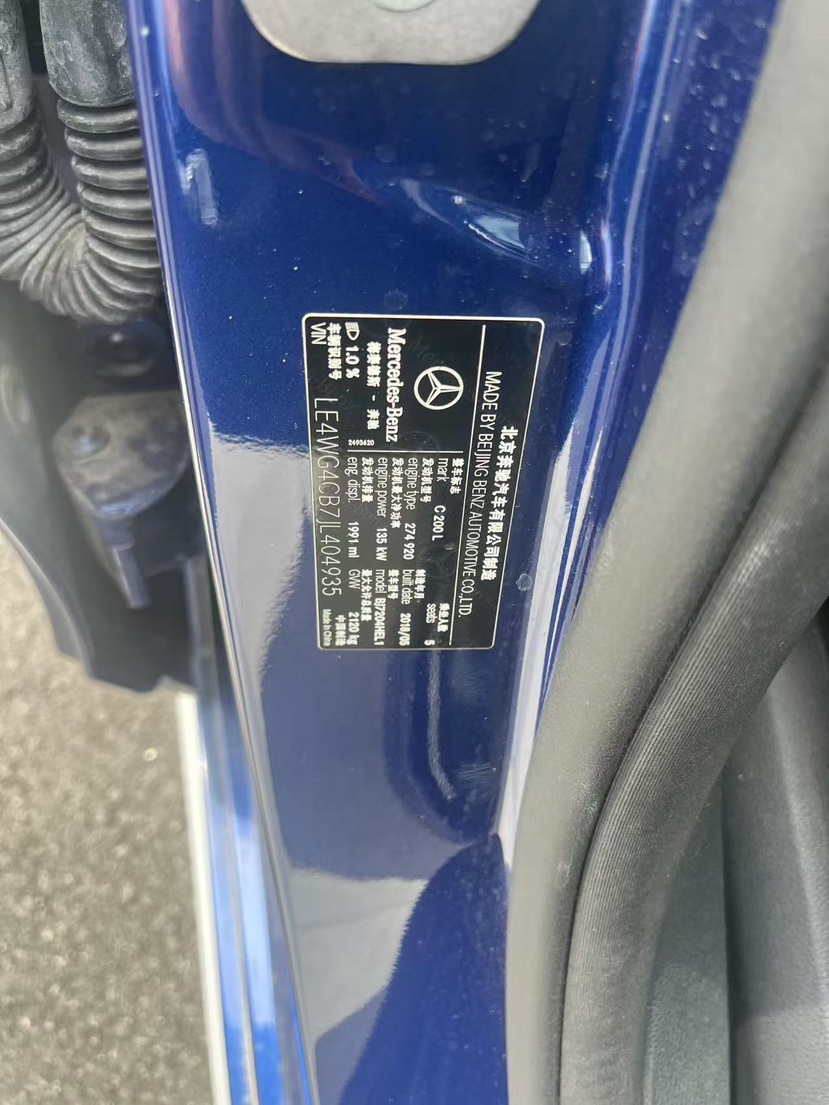 北京奔驰汽车有限公司制造
MADE BY BEIJING BENZ AUTOMOTIVE CO.,LTD.
Mercedes-Benz
梅赛德斯 - 奔驰
1.0 %
2493620
整车标志 乘坐人数
mark C 200 L seats 5
发动机型号 制造年月
engine type 274 920 built date 2018/05
发动机最大净功率 整车型号
engine power 135 kW model BJ7204HEL1
发动机排量 最大允许总质量
eng. displ. 1991 ml GVW 2120 kg
车辆识别号 中国制造
VIN LE4WG4CB7JL404935 Made in China